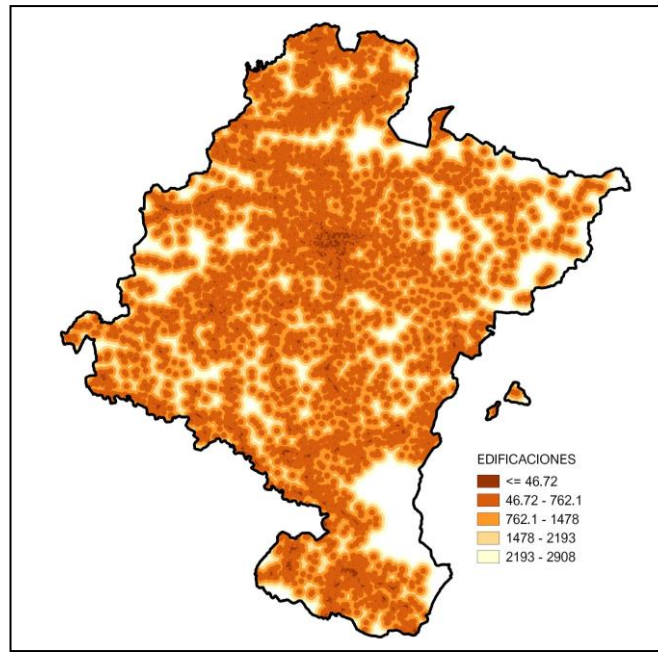 EDIFICACIONES
<= 46.72
46.72 - 762.1
762.1 - 1478
1478 - 2193
2193 - 2908